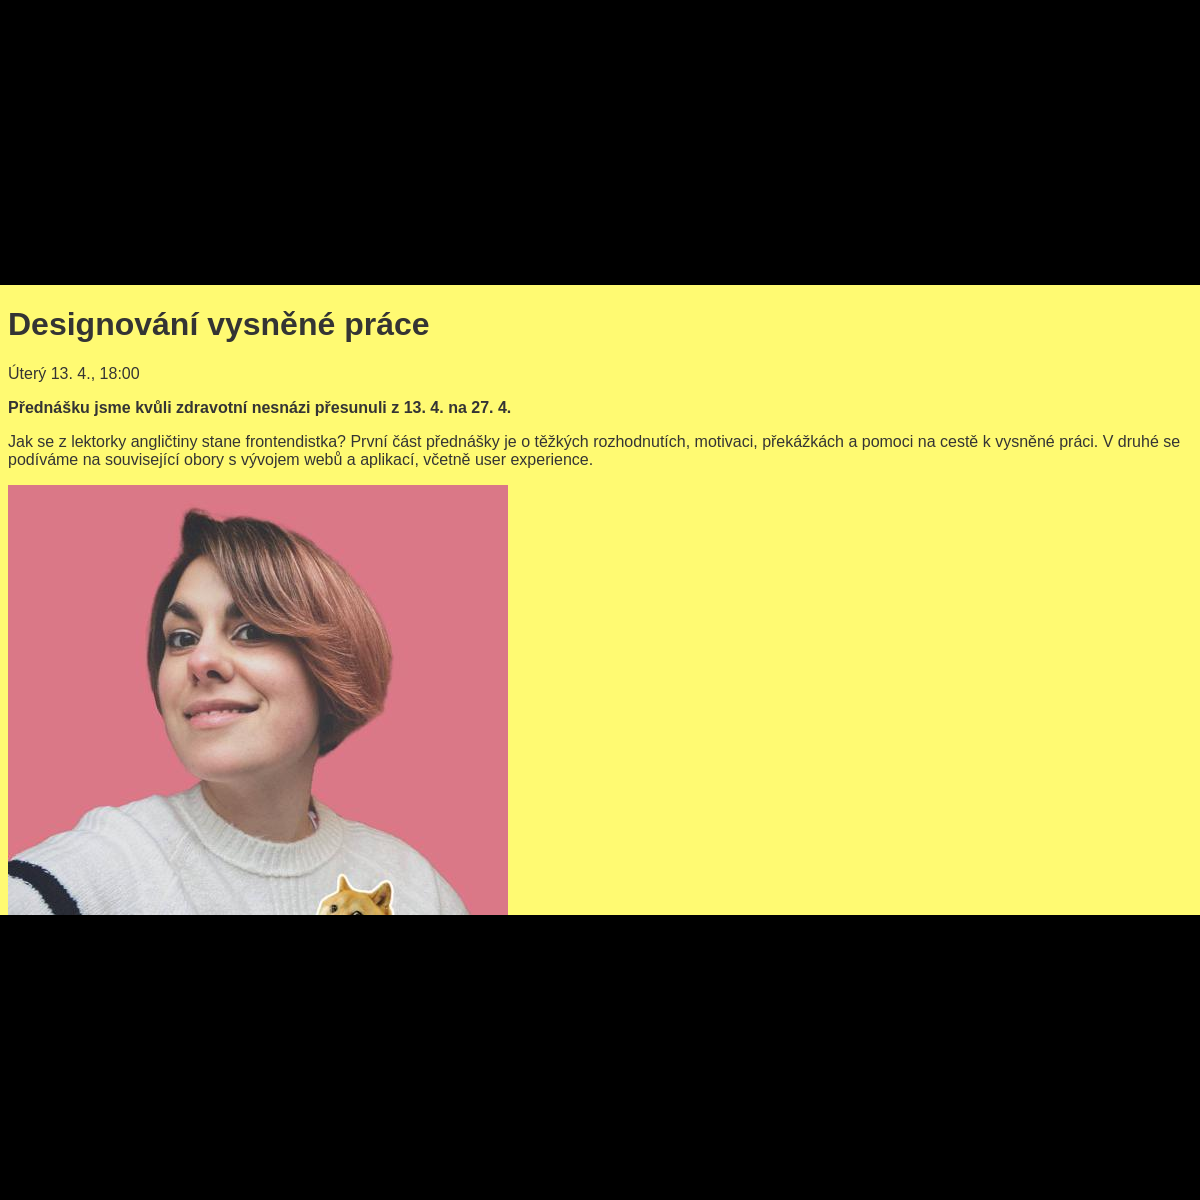 Designování vysněné práce
Úterý 13. 4., 18:00
Přednášku jsme kvůli zdravotní nesnázi přesunuli z 13. 4. na 27. 4.
Jak se z lektorky angličtiny stane frontendistka? První část přednášky je o těžkých rozhodnutích, motivaci, překážkách a pomoci na cestě k vysněné práci. V druhé se
podíváme na související obory s vývojem webů a aplikací, včetně user experience.